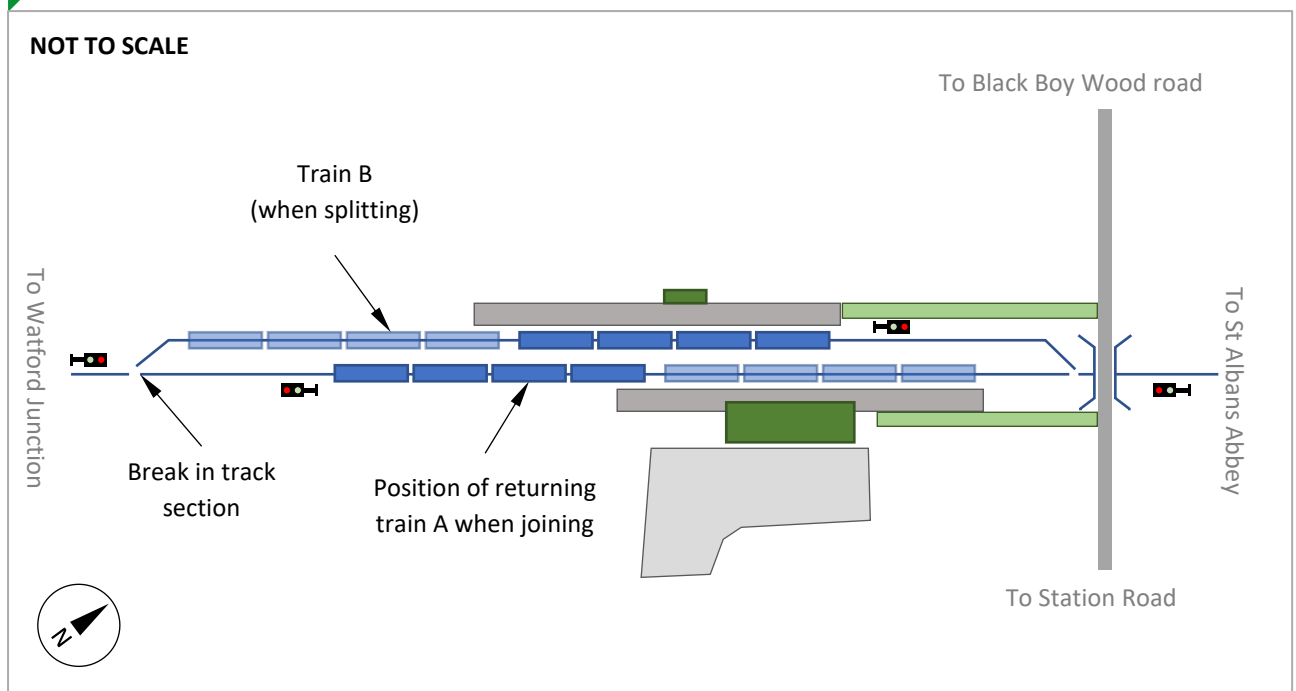 NOT TO SCALE
To Black Boy Wood road
Train B
(when splitting)
To Watford Junction
To St Albans Abbey
Break in track
section
Position of returning
train A when joining
To Station Road
N